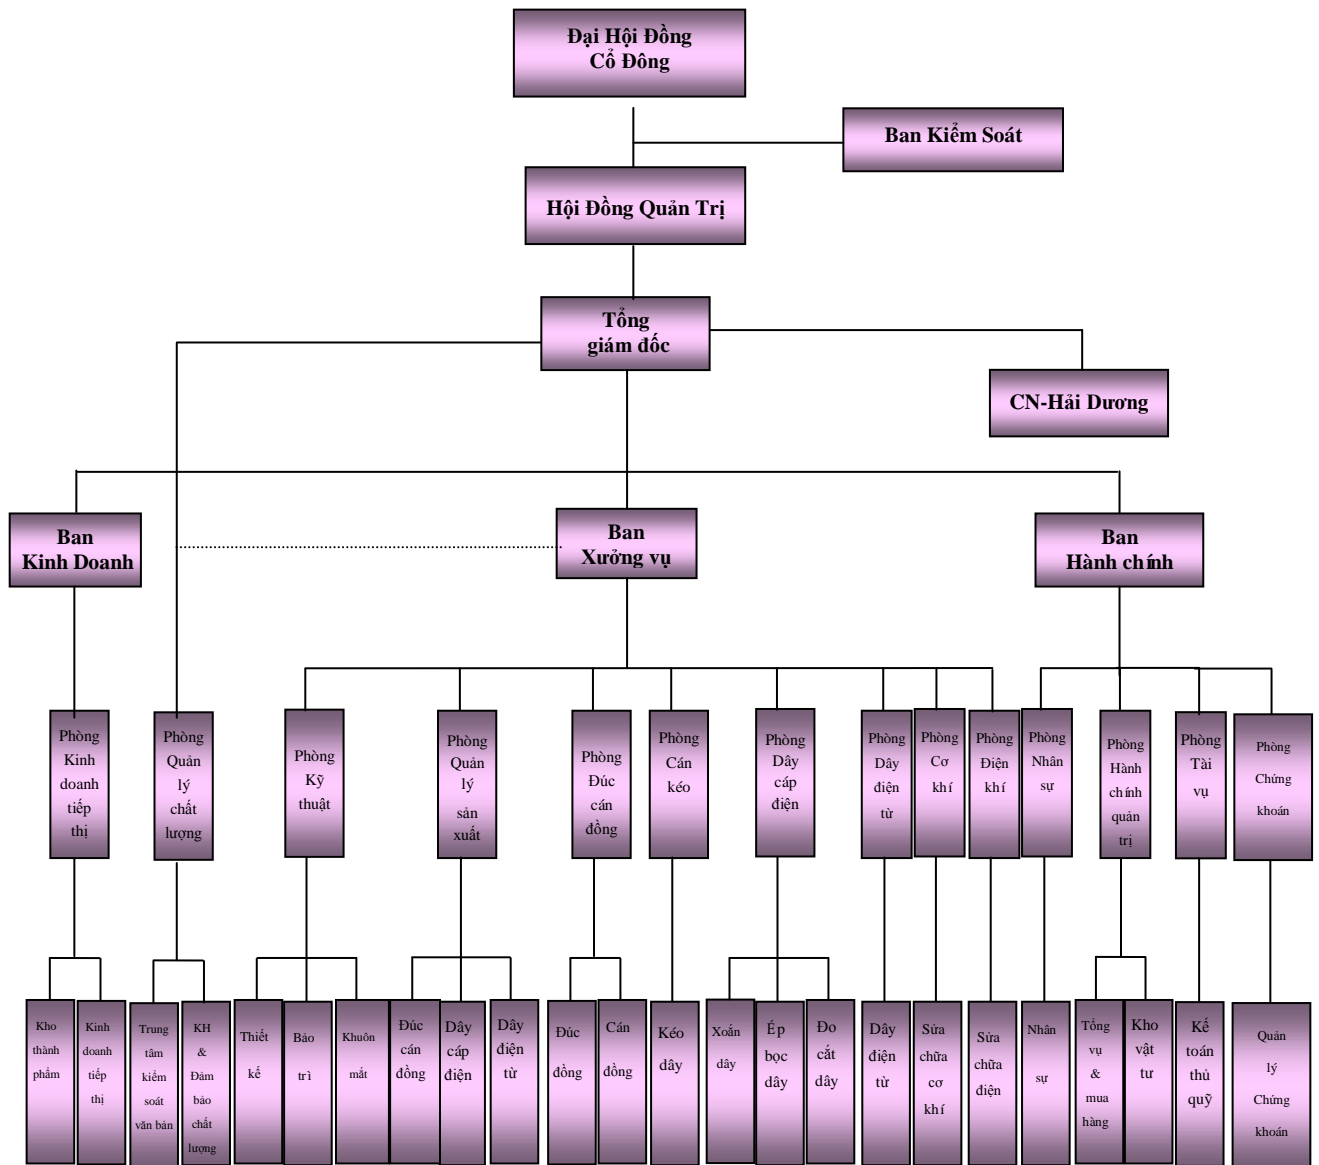 Đại Hội Đồng
Cổ Đông
Ban Kiểm Soát
Hội Đồng Quản Trị
Tổng
giám đốc
CN-Hải Dương
Ban
Kinh Doanh
Ban
Xưởng vụ
Ban
Hành chính
Phòng
Kinh
doanh
tiếp
thị
Phòng
Quản
lý
chất
lượng
Phòng
Kỹ
thuật
Phòng
Quản
lý
sản
xuất
Phòng
Đúc
cán
đồng
Phòng
Cán
kéo
Phòng
Dây
cáp
điện
Phòng
Dây
điện
từ
Phòng
Cơ
khí
Phòng
Điện
khí
Phòng
Nhân
sự
Phòng
Hành
chính
quản
trị
Phòng
Tài
vụ
Phòng
Chứng
khoán
Kho
thành
phẩm
Kinh
doanh
tiếp
thị
Trung
tâm
kiểm
soát
văn bản
KH
&
Đảm
bảo
chất
lượng
Thiết
kế
Bảo
trì
Khuôn
mắt
Đúc
cán
đồng
Dây
cáp
điện
Dây
điện
từ
Đúc
đồng
Cán
đồng
Kéo
dây
Xoắn
dây
Ép
bọc
dây
Đo
cắt
dây
Dây
điện
từ
Sửa
chữa
cơ
khí
Sửa
chữa
điện
Nhân
sự
Tổng
vụ
&
mua
hàng
Kho
vật
tư
Kế
toán
thủ
quỹ
Quản
lý
Chứng
khoán